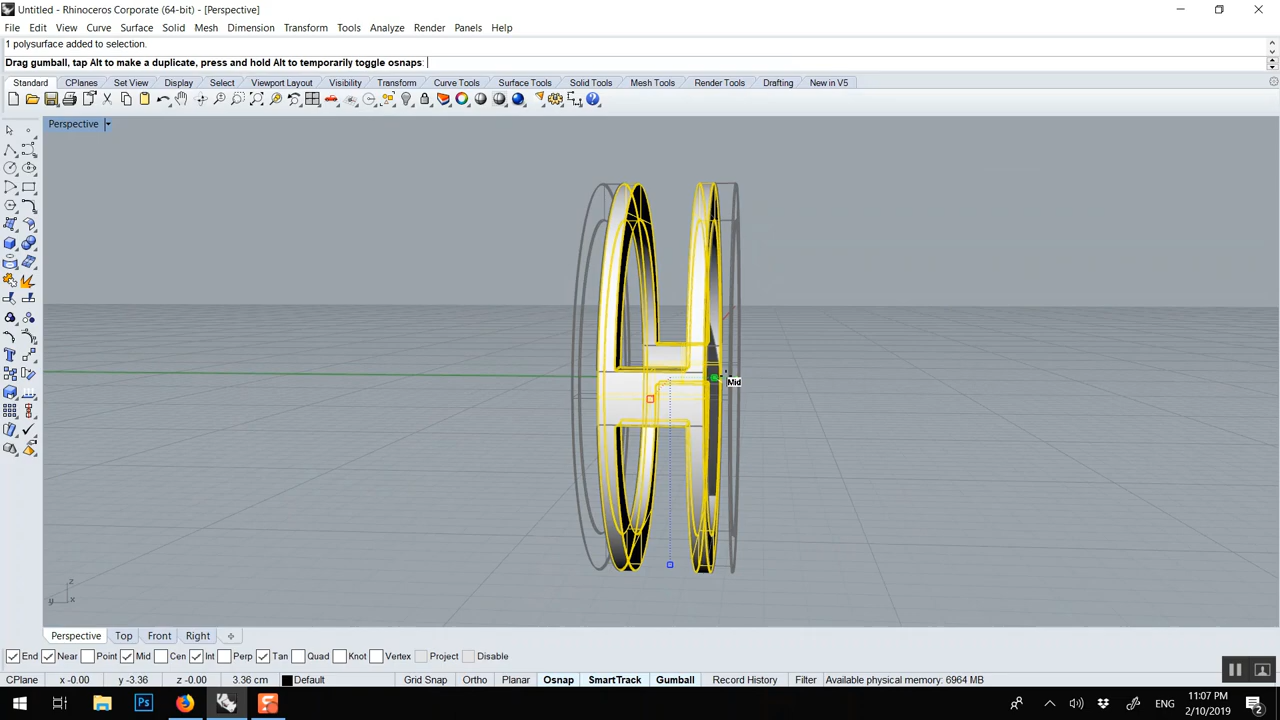 Untitled - Rhinoceros Corporate (64-bit) - [Perspective]
File Edit View Curve Surface Solid Mesh Dimension Transform Tools Analyze Render Panels Help
1 polysurface added to selection.
Drag gumball, tap Alt to make a duplicate, press and hold Alt to temporarily toggle osnaps:
Standard CPlanes Set View Display Select Viewport Layout Visibility Transform Curve Tools Surface Tools Solid Tools Mesh Tools Render Tools Drafting New in V5
Perspective
Mid
z
y x
Perspective Top Front Right
End Near Point Mid Cen Int Perp Tan Quad Knot Vertex Project Disable
CPlane x -0.00 y -3.36 z -0.00 3.36 cm Default Grid Snap Ortho Planar Osnap SmartTrack Gumball Record History Filter Available physical memory: 6964 MB
Ps ENG 11:07 PM
2/10/2019 2